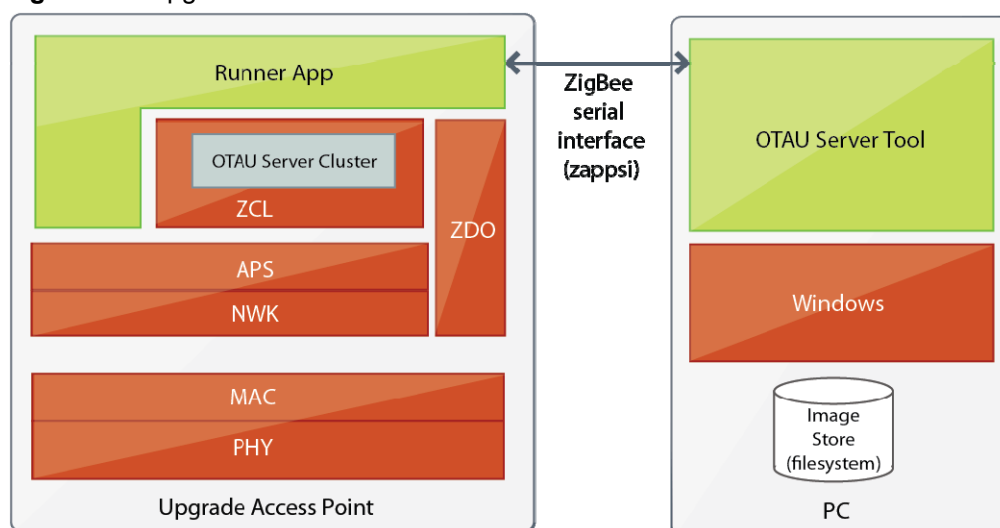 Runner App
OTAU Server Cluster
ZCL
ZDO
APS
NWK
MAC
PHY
Upgrade Access Point
ZigBee
serial
interface
(zappsi)
OTAU Server Tool
Windows
Image
Store
(filesystem)
PC